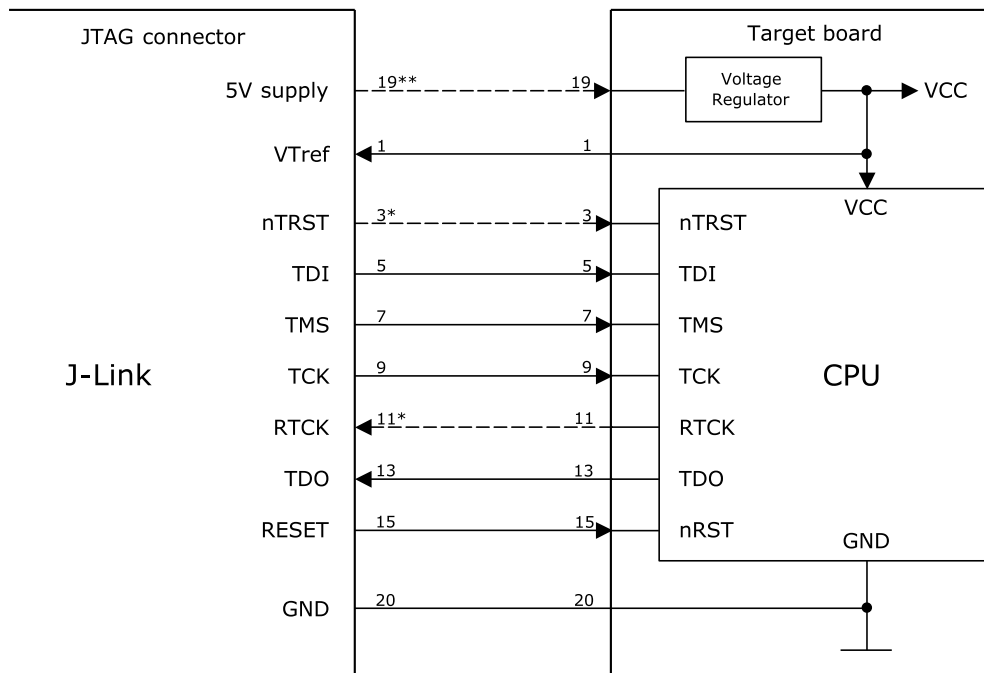 JTAG connector
Target board
5V supply 19** 19 Voltage Regulator VCC
VTref 1 1
VCC
nTRST 3* 3 nTRST
TDI 5 5 TDI
TMS 7 7 TMS
J-Link TCK 9 9 TCK CPU
RTCK 11* 11 RTCK
TDO 13 13 TDO
RESET 15 15 nRST
GND
GND 20 20